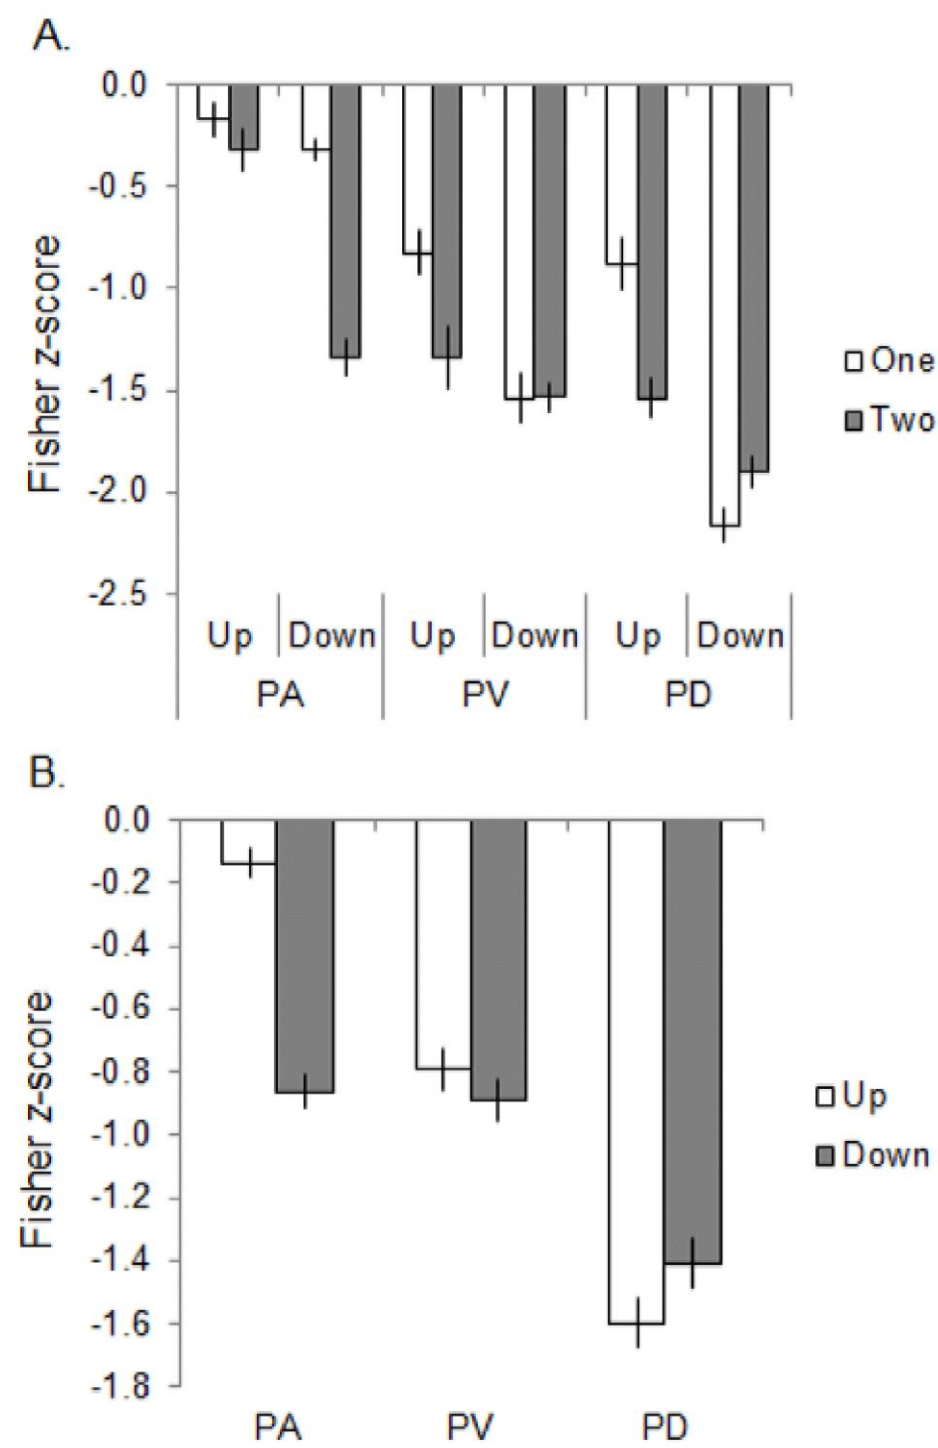 A.
0.0
-0.5
-1.0
-1.5
-2.0
-2.5
Fisher z-score
One
Two
Up Down Up Down Up Down
PA PV PD
B.
0.0
-0.2
-0.4
-0.6
-0.8
-1.0
-1.2
-1.4
-1.6
-1.8
Fisher z-score
Up
Down
PA PV PD